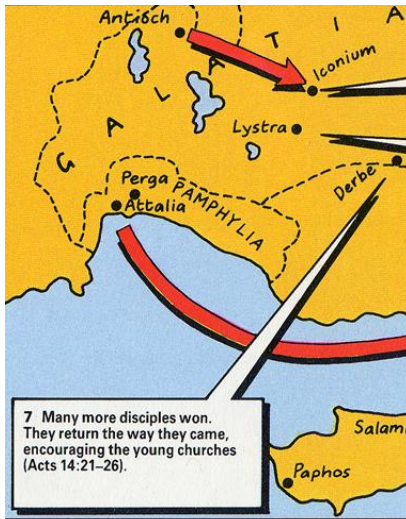 Antioch
GALATIA
Iconium
Lystra
Derbe
Perga
PAMPHYLIA
Attalia
7 Many more disciples won.
They return the way they came,
encouraging the young churches
(Acts 14:21–26).
Salam
Paphos